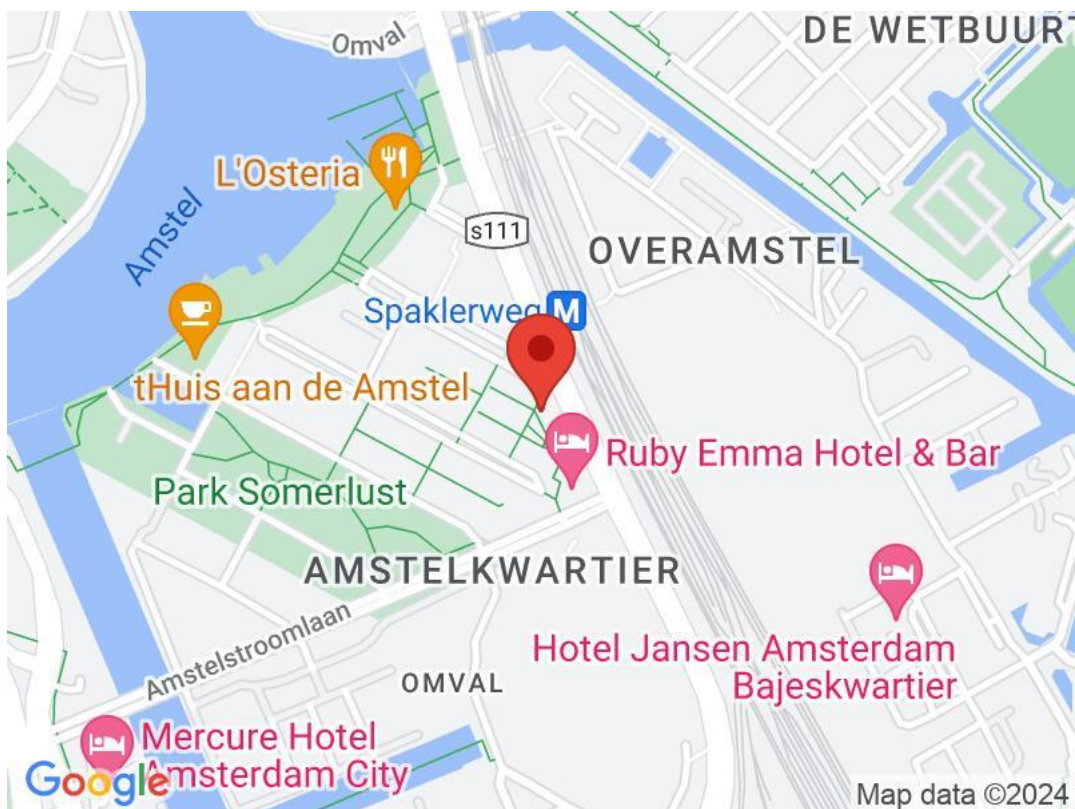 Omval
DE WETBUURT
L'Osteria
Amstel
s111
OVERAMSTEL
Spaklerweg M
tHuis aan de Amstel
Ruby Emma Hotel & Bar
Park Somerlust
AMSTELKWARTIER
Amstelstroomlaan
Hotel Jansen Amsterdam
Bajeskwartier
OMVAL
Mercure Hotel
Amsterdam City
Google
Map data ©2024